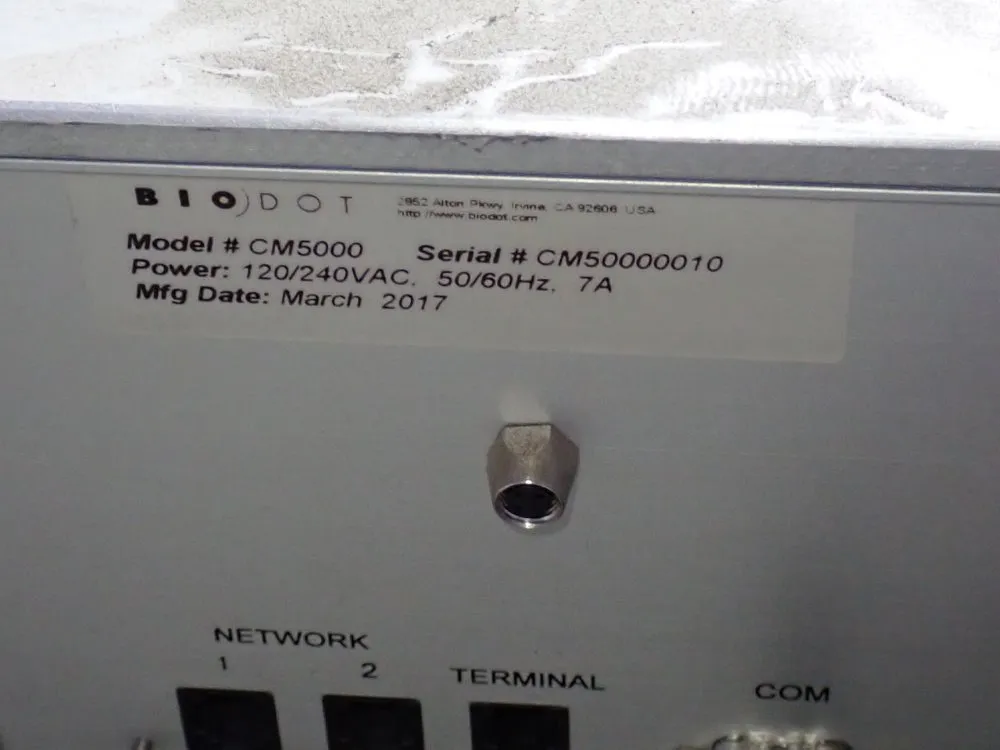 BIODOT
2852 Alton Pkwy Irvine, CA 92606 USA
http://www.biodot.com
Model # CM5000 Serial # CM50000010
Power: 120/240VAC, 50/60Hz, 7A
Mfg Date: March 2017
NETWORK
1 2
TERMINAL
COM